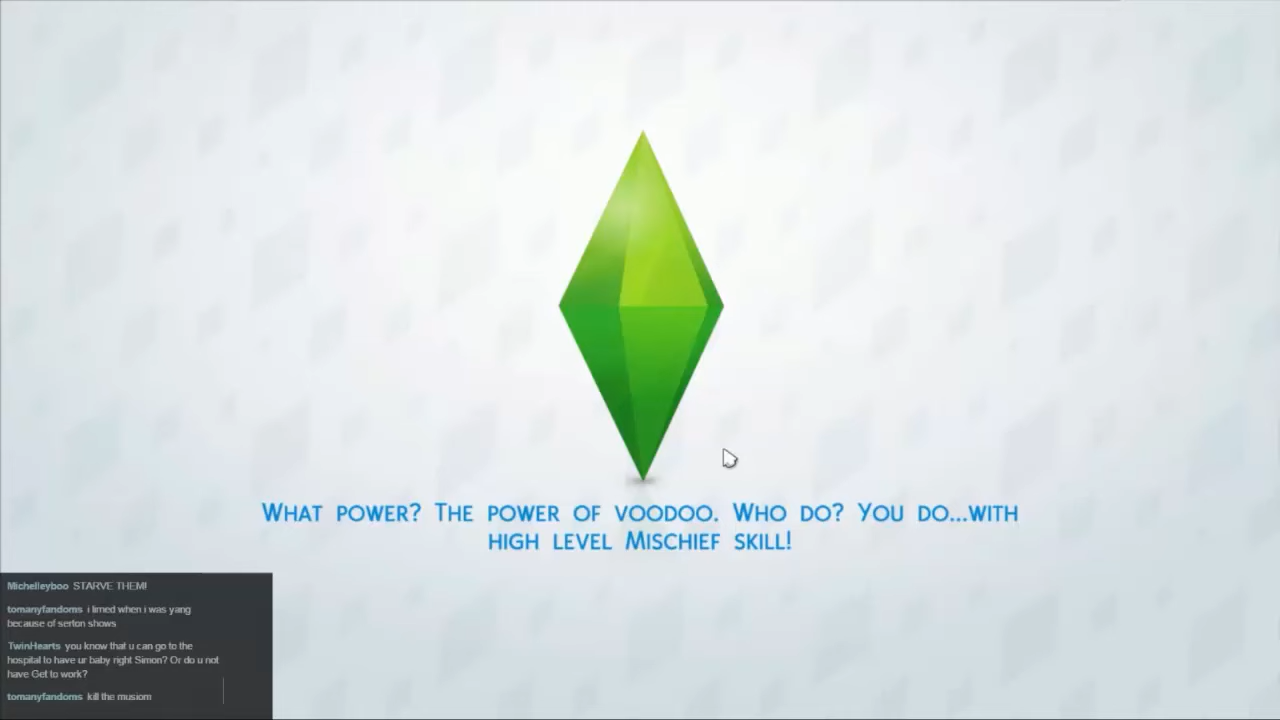 What power? The power of voodoo. Who do? You do...with
high level Mischief skill!
Michelleyboo STARVE THEM!
tomanyfandoms i limed when i was yang
because of serton shows
TwinHearts you know that u can go to the
hospital to have ur baby right Simon? Or do u not
have Get to work?
tomanyfandoms kill the musiom